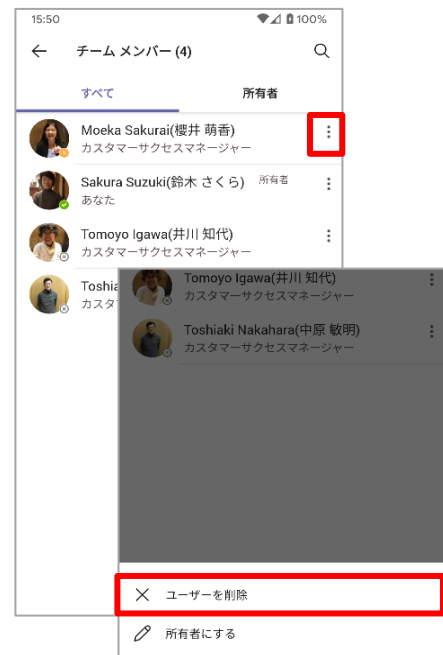 15:50 100%
チーム メンバー (4)
すべて 所有者
Moeka Sakurai(櫻井 萌香)
カスタマーサクセスマネージャー
Sakura Suzuki(鈴木 さくら) 所有者
あなた
Tomoyo Igawa(井川 知代)
カスタマーサクセスマネージャー
Toshia
カスタ
Tomoyo Igawa(井川 知代)
カスタマーサクセスマネージャー
Toshiaki Nakahara(中原 敏明)
カスタマーサクセスマネージャー
ユーザーを削除
所有者にする